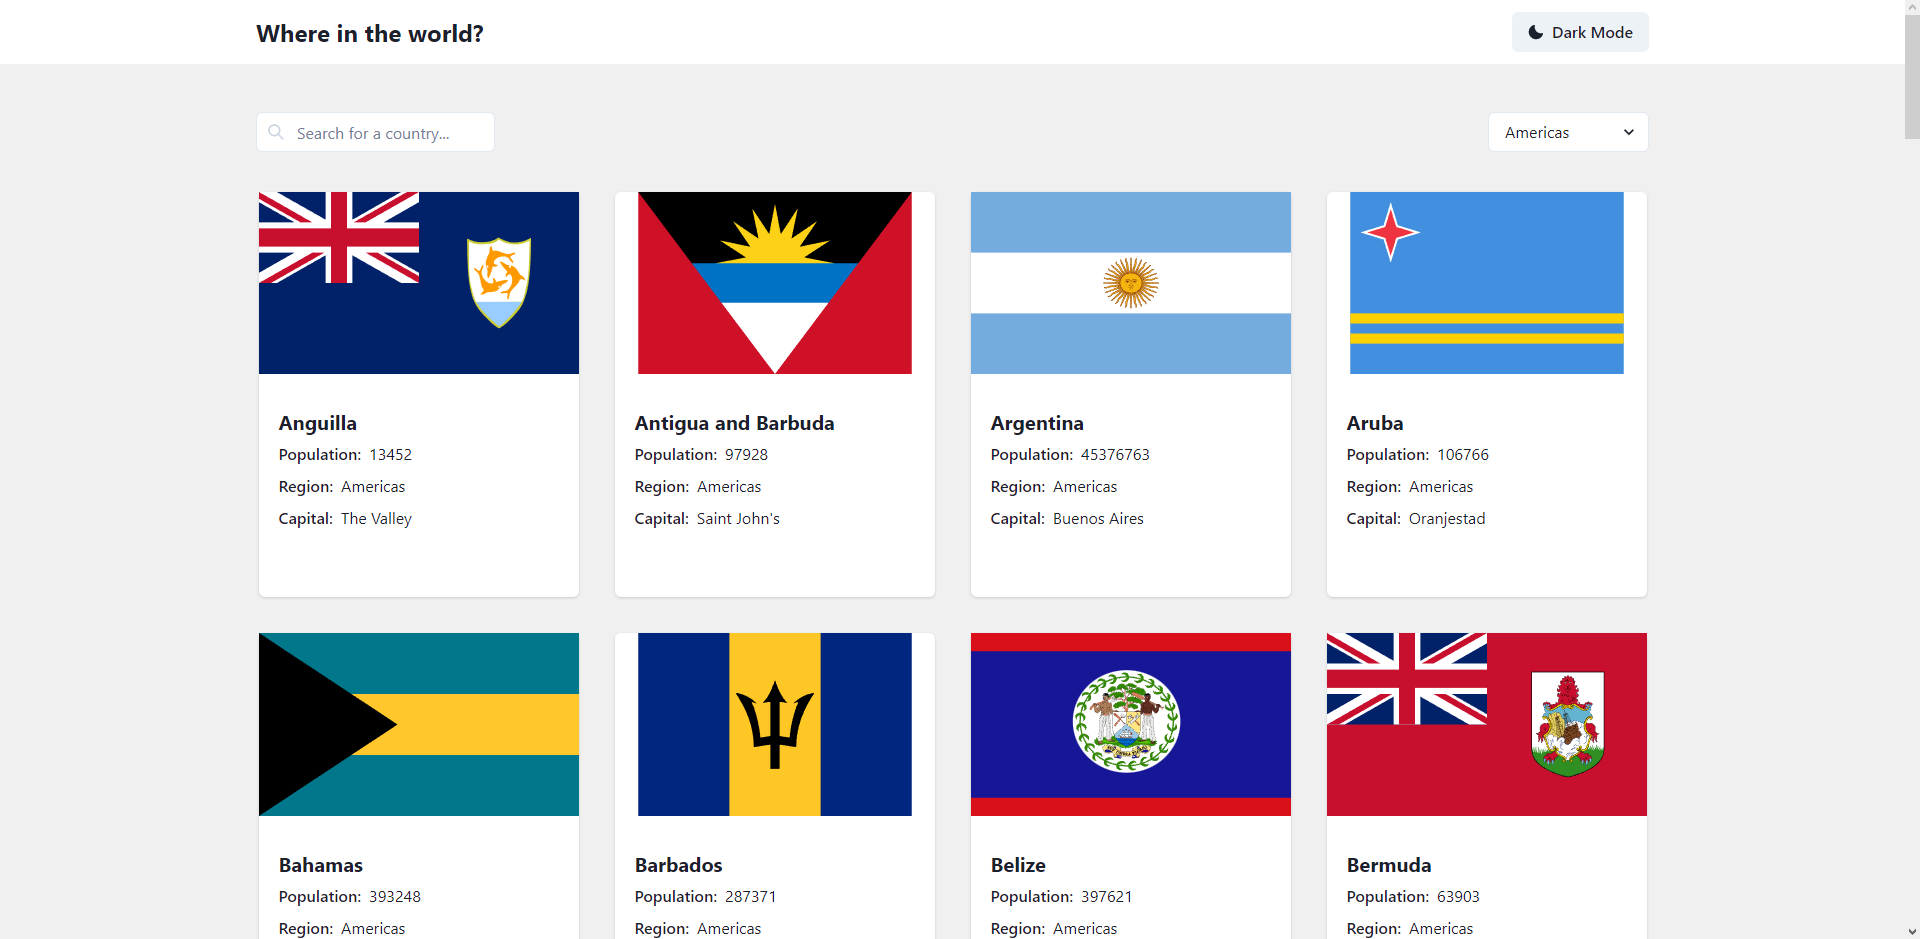 Where in the world?
Dark Mode
Search for a country...
Americas
Anguilla
Population: 13452
Region: Americas
Capital: The Valley
Antigua and Barbuda
Population: 97928
Region: Americas
Capital: Saint John's
Argentina
Population: 45376763
Region: Americas
Capital: Buenos Aires
Aruba
Population: 106766
Region: Americas
Capital: Oranjestad
Bahamas
Population: 393248
Region: Americas
Barbados
Population: 287371
Region: Americas
Belize
Population: 397621
Region: Americas
Bermuda
Population: 63903
Region: Americas